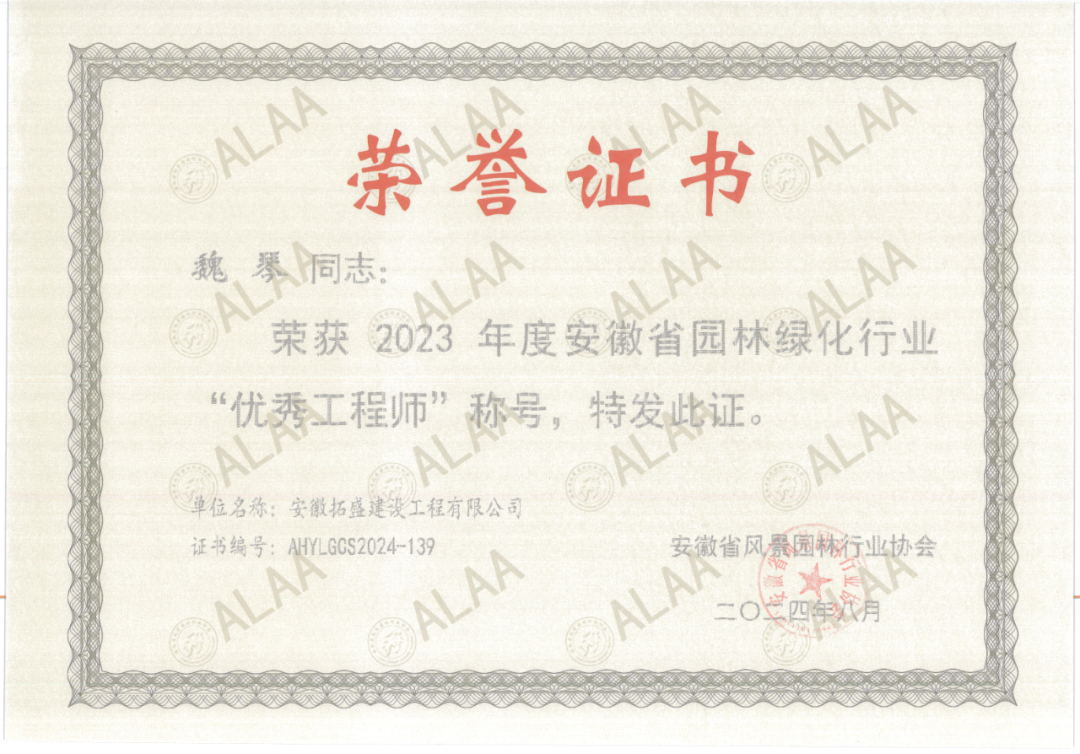 荣誉证书
魏琴 同志：
荣获 2023 年度安徽省园林绿化行业
“优秀工程师”称号，特发此证。
单位名称：安徽拓盛建设工程有限公司
证书编号：AHYLGCS2024-139
安徽省风景园林行业协会
二〇二四年八月
ALAA